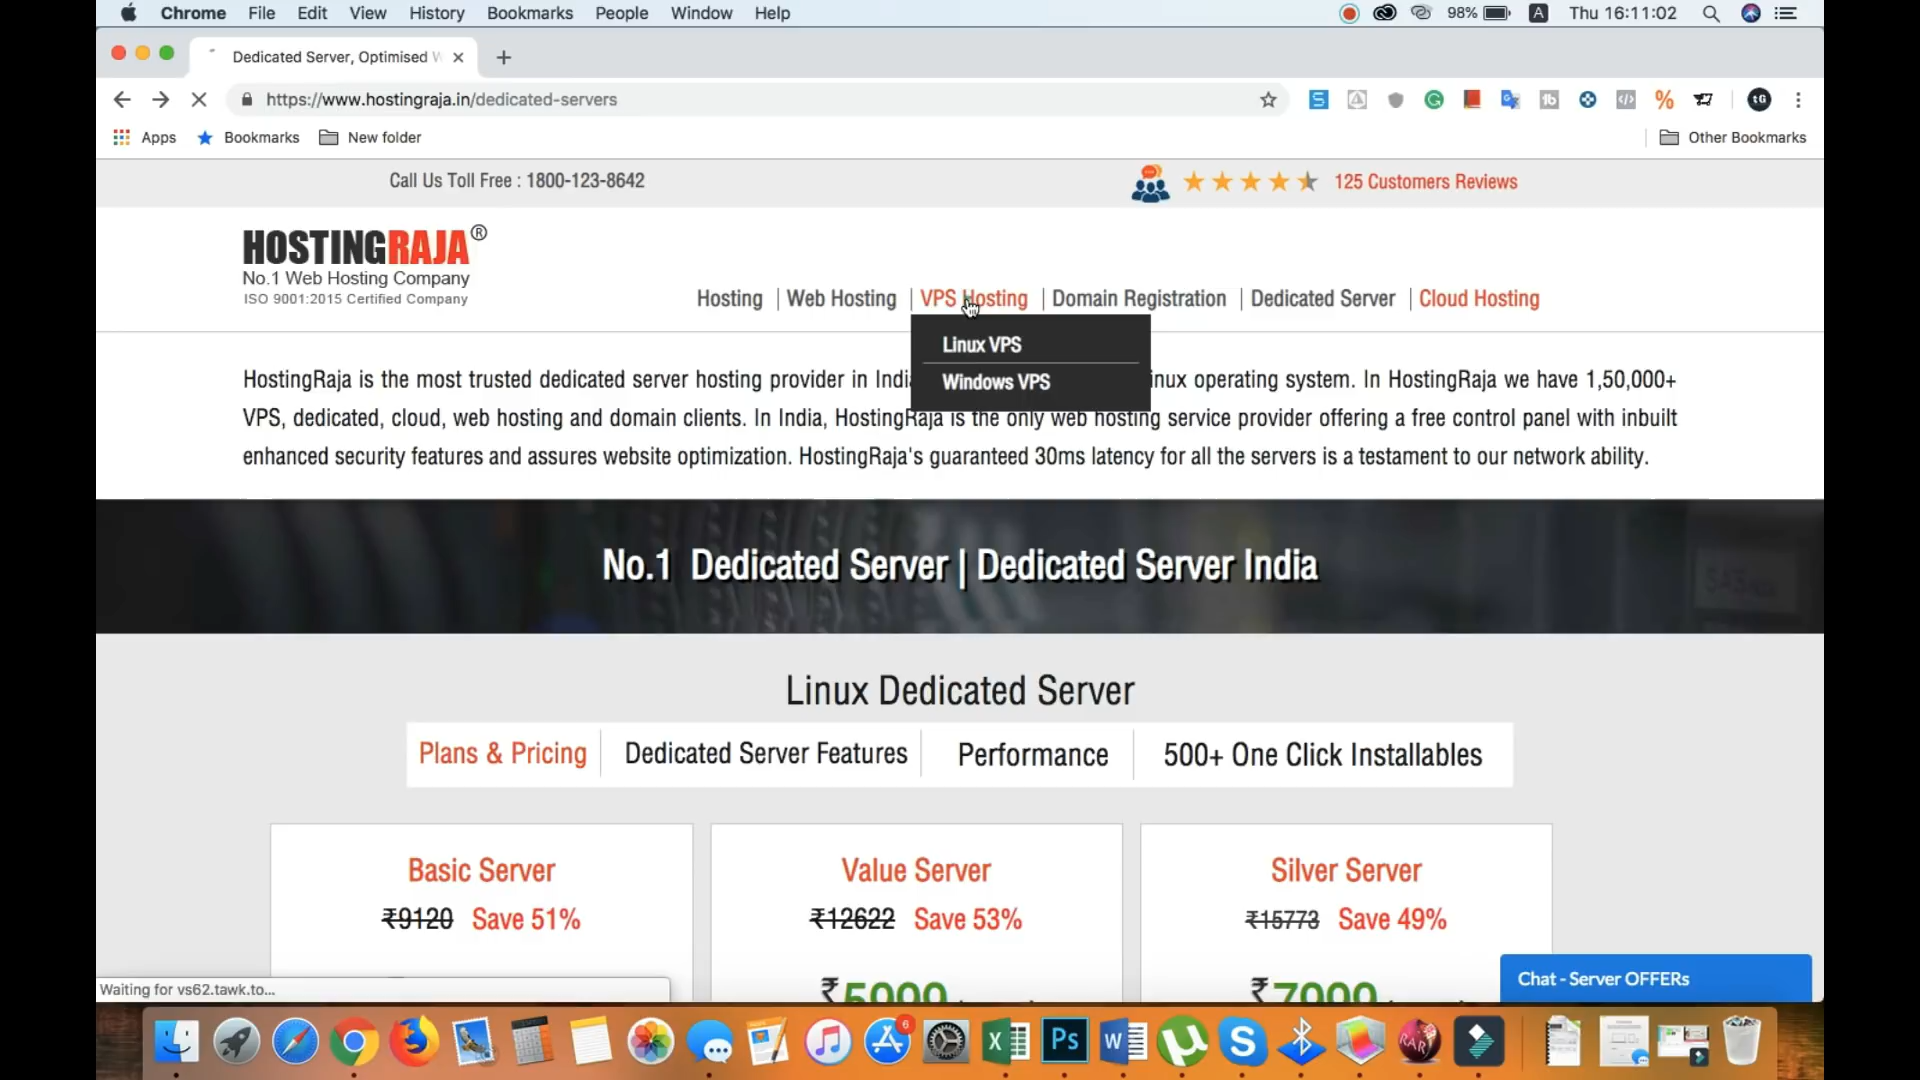 Chrome File Edit View History Bookmarks People Window Help 98% A Thu 16:11:02
Dedicated Server, Optimised W
https://www.hostingraja.in/dedicated-servers
Apps Bookmarks New folder Other Bookmarks
Call Us Toll Free : 1800-123-8642 125 Customers Reviews
HOSTINGRAJA®
No.1 Web Hosting Company
ISO 9001:2015 Certified Company
Hosting Web Hosting VPS Hosting Domain Registration Dedicated Server Cloud Hosting
Linux VPS
Windows VPS
HostingRaja is the most trusted dedicated server hosting provider in Indi inux operating system. In HostingRaja we have 1,50,000+
VPS, dedicated, cloud, web hosting and domain clients. In India, HostingRaja is the only web hosting service provider offering a free control panel with inbuilt
enhanced security features and assures website optimization. HostingRaja's guaranteed 30ms latency for all the servers is a testament to our network ability.
No.1 Dedicated Server | Dedicated Server India
Linux Dedicated Server
Plans & Pricing Dedicated Server Features Performance 500+ One Click Installables
Basic Server Value Server Silver Server
₹9120 Save 51% ₹12622 Save 53% ₹15773 Save 49%
₹5000 ₹7000
Chat - Server OFFERs
Waiting for vs62.tawk.to...